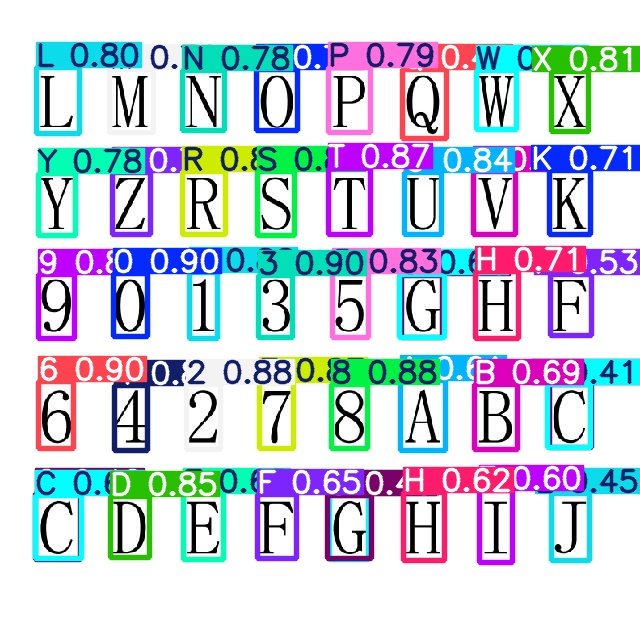 L 0.80 0. N 0.78 0. P 0.79 0.4 W 0 X 0.81
L M N O P Q W X
Y 0.78 0. R 0.8 S 0.8 T 0.87 0.84 K 0.71
Y Z R S T U V K
9 0.8 0 0.90 0. 3 0.90 0.83 0.6 H 0.71 .53
9 0 1 3 5 G H F
6 0.90 0. 2 0.88 0.8 8 0.88 0.6 B 0.69 .41
6 4 2 7 8 A B C
C 0.6 D 0.85 0.6 F 0.65 0.4 H 0.62 0.60 .45
C D E F G H I J